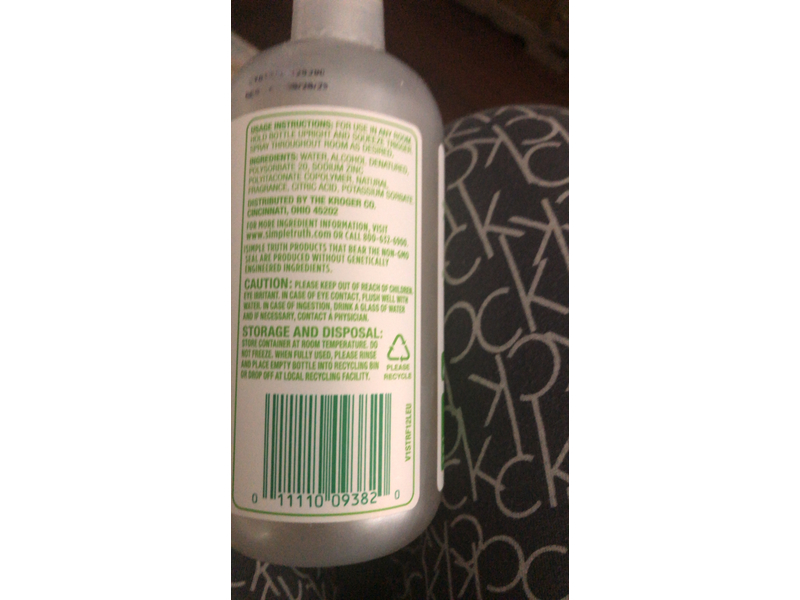 USAGE INSTRUCTIONS: FOR USE IN ANY ROOM.
HOLD BOTTLE UPRIGHT AND SQUEEZE TRIGGER.
SPRAY THROUGHOUT ROOM AS DESIRED.
INGREDIENTS: WATER, ALCOHOL DENATURED,
POLYSORBATE 20, SODIUM ZINC
POLYITACONATE COPOLYMER, NATURAL
FRAGRANCE, CITRIC ACID, POTASSIUM SORBATE.
DISTRIBUTED BY THE KROGER CO.
CINCINNATI, OHIO 45202
FOR MORE INGREDIENT INFORMATION, VISIT
www.simpletruth.com OR CALL 800-632-6900.
SIMPLE TRUTH PRODUCTS THAT BEAR THE NON-GMO
SEAL ARE PRODUCED WITHOUT GENETICALLY
ENGINEERED INGREDIENTS.
CAUTION: PLEASE KEEP OUT OF REACH OF CHILDREN.
EYE IRRITANT. IN CASE OF EYE CONTACT, FLUSH WELL WITH
WATER. IN CASE OF INGESTION, DRINK A GLASS OF WATER
AND IF NECESSARY, CONTACT A PHYSICIAN.
STORAGE AND DISPOSAL:
STORE CONTAINER AT ROOM TEMPERATURE. DO
NOT FREEZE. WHEN FULLY USED, PLEASE RINSE
AND PLACE EMPTY BOTTLE INTO RECYCLING BIN
OR DROP OFF AT LOCAL RECYCLING FACILITY.
PLEASE
RECYCLE
V1STRF12LEU
0 11110 09382 0